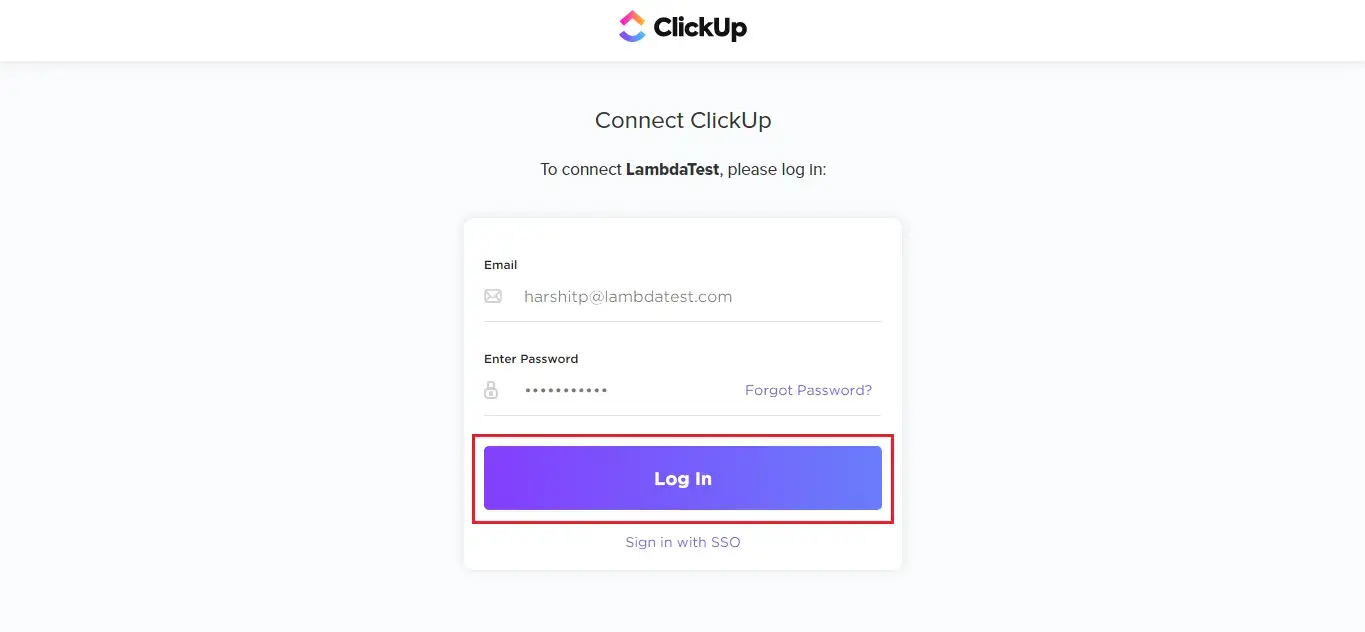 ClickUp
Connect ClickUp
To connect LambdaTest, please log in:
Email
harshitp@lambdatest.com
Enter Password
••••••••••• Forgot Password?
Log In
Sign in with SSO